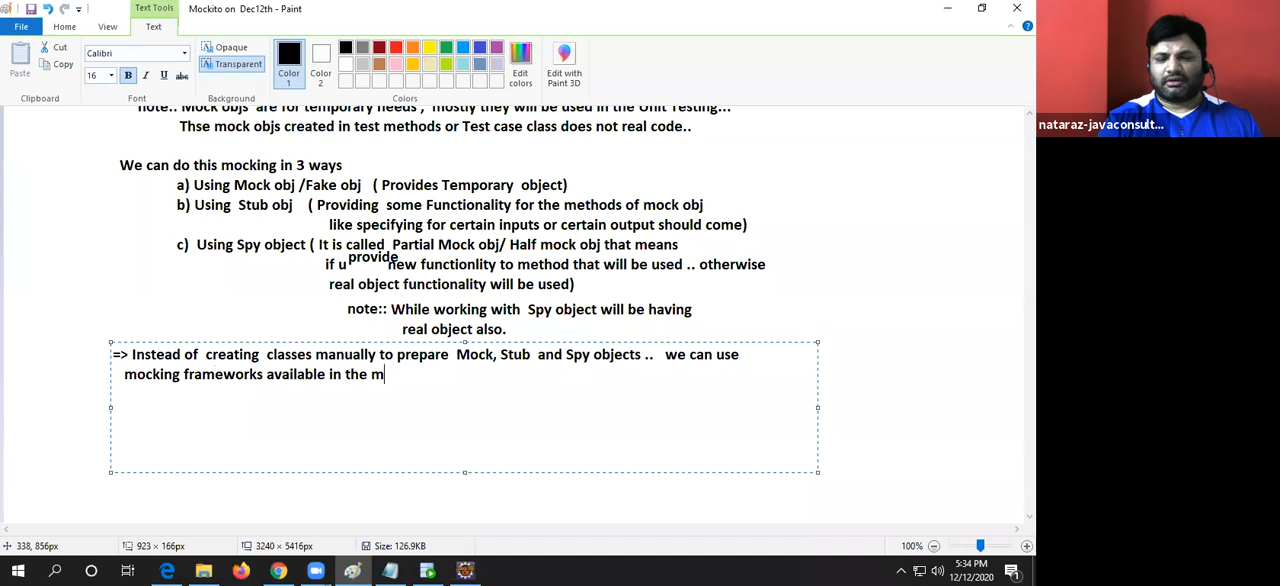 Text Tools
Mockito on Dec12th - Paint
File
Home
View
Text
Paste
Cut
Copy
Clipboard
Calibri
16
B
I
U
abc
Font
Opaque
Transparent
Background
Color
1
Color
2
Edit
colors
Edit with
Paint 3D
Colors
note.. Mock objs are for temporary needs , mostly they will be used in the Unit Testing...
Thse mock objs created in test methods or Test case class does not real code..
We can do this mocking in 3 ways
a) Using Mock obj /Fake obj ( Provides Temporary object)
b) Using Stub obj ( Providing some Functionality for the methods of mock obj
like specifying for certain inputs or certain output should come)
c) Using Spy object ( It is called Partial Mock obj/ Half mock obj that means
provide
if u new functionlity to method that will be used .. otherwise
real object functionality will be used)
note:: While working with Spy object will be having
real object also.
=> Instead of creating classes manually to prepare Mock, Stub and Spy objects .. we can use
mocking frameworks available in the m
nataraz-javaconsult...
338, 856px
923 × 166px
3240 × 5416px
Size: 126.9KB
100%
5:34 PM
12/12/2020
1